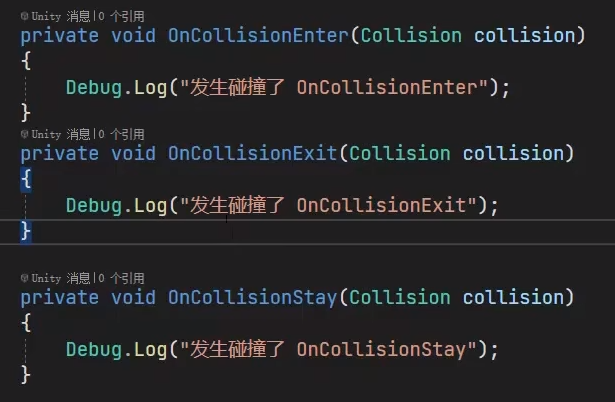 Unity 消息|0 个引用
private void OnCollisionEnter(Collision collision)
{
Debug.Log("发生碰撞了 OnCollisionEnter");
}
Unity 消息|0 个引用
private void OnCollisionExit(Collision collision)
{
Debug.Log("发生碰撞了 OnCollisionExit");
}
Unity 消息|0 个引用
private void OnCollisionStay(Collision collision)
{
Debug.Log("发生碰撞了 OnCollisionStay");
}